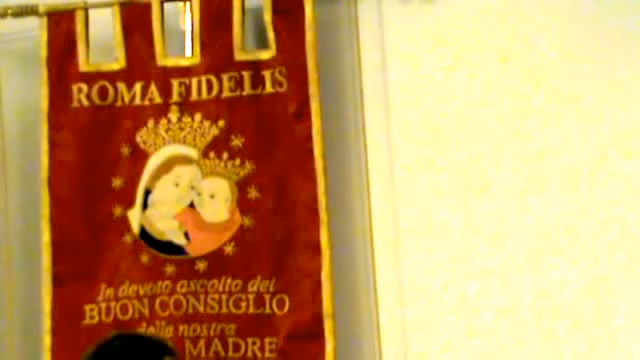 ROMA FIDELIS
In devoto ascolto del
BUON CONSIGLIO
della nostra
MADRE